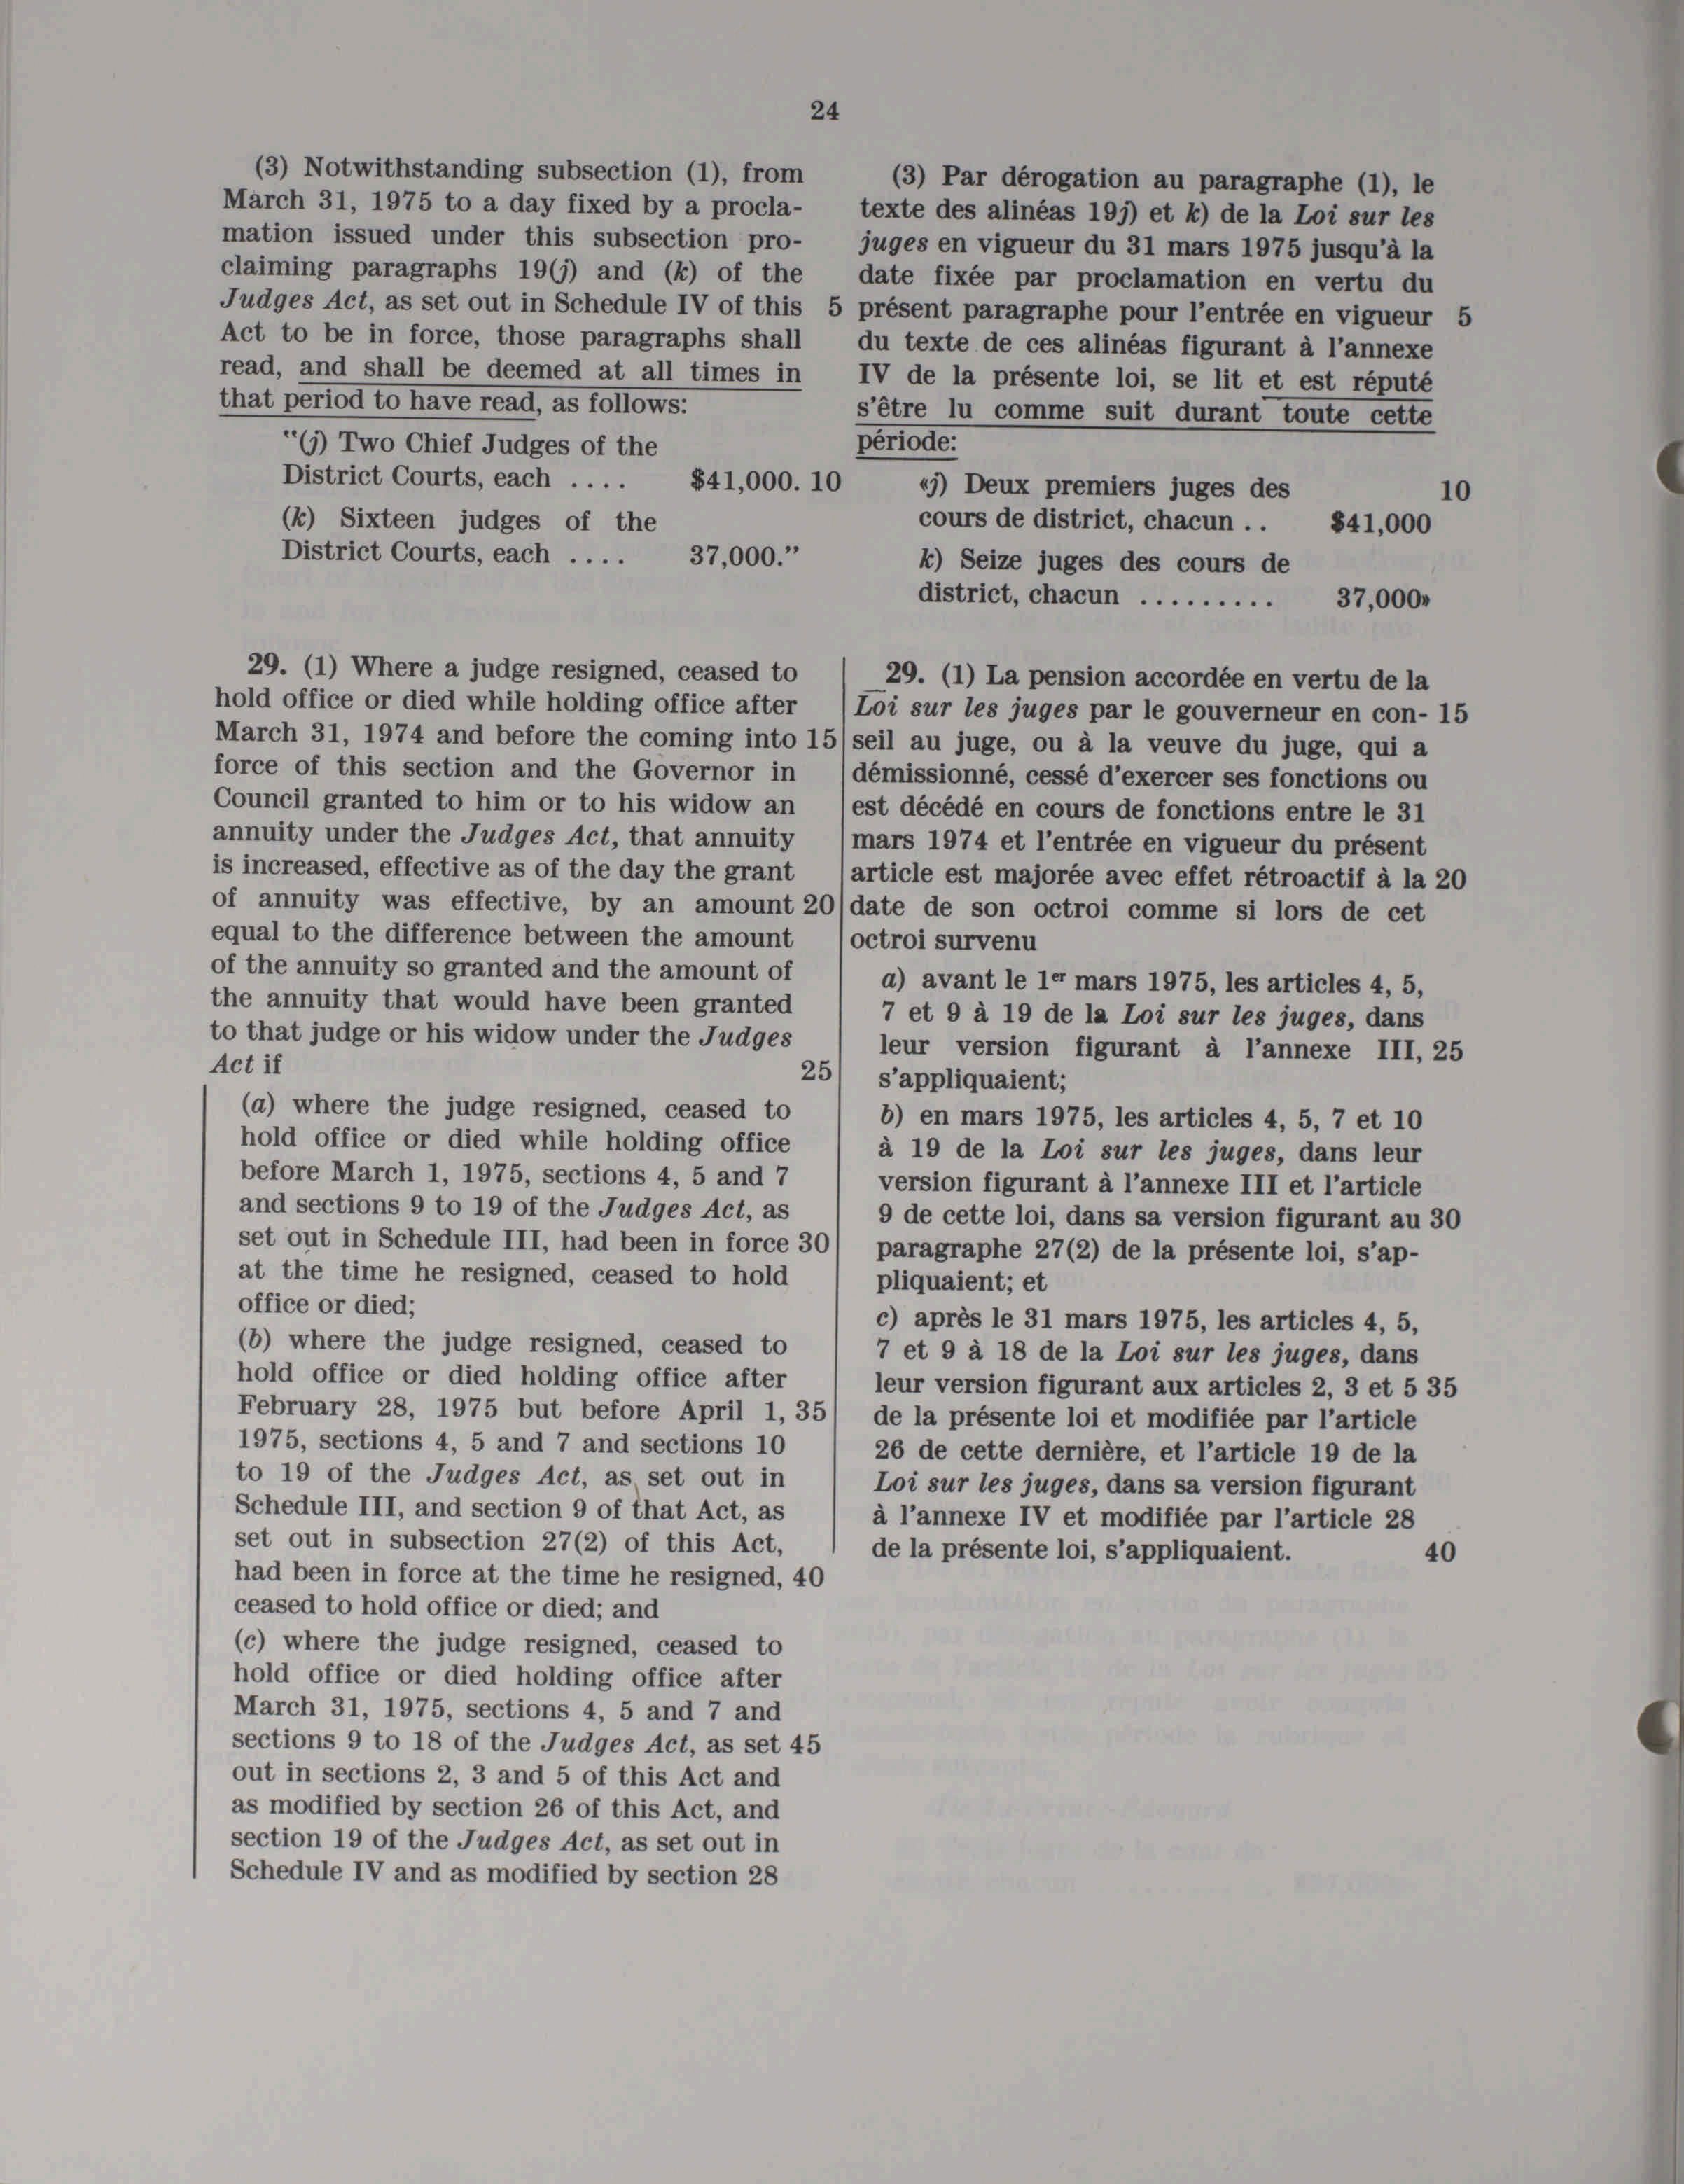 24
(3) Notwithstanding subsection (1), from
March 31, 1975 to a day fixed by a procla-
mation issued under this subsection pro-
claiming paragraphs 19(j) and (k) of the
Judges Act, as set out in Schedule IV of this 5
Act to be in force, those paragraphs shall
read, and shall be deemed at all times in
that period to have read, as follows:
"(j) Two Chief Judges of the
District Courts, each .... $41,000. 10
(k) Sixteen judges of the
District Courts, each .... 37,000."
29. (1) Where a judge resigned, ceased to
hold office or died while holding office after
March 31, 1974 and before the coming into 15
force of this section and the Governor in
Council granted to him or to his widow an
annuity under the Judges Act, that annuity
is increased, effective as of the day the grant
of annuity was effective, by an amount 20
equal to the difference between the amount
of the annuity so granted and the amount of
the annuity that would have been granted
to that judge or his widow under the Judges
Act if 25
(a) where the judge resigned, ceased to
hold office or died while holding office
before March 1, 1975, sections 4, 5 and 7
and sections 9 to 19 of the Judges Act, as
set out in Schedule III, had been in force 30
at the time he resigned, ceased to hold
office or died;
(b) where the judge resigned, ceased to
hold office or died holding office after
February 28, 1975 but before April 1, 35
1975, sections 4, 5 and 7 and sections 10
to 19 of the Judges Act, as set out in
Schedule III, and section 9 of that Act, as
set out in subsection 27(2) of this Act,
had been in force at the time he resigned, 40
ceased to hold office or died; and
(c) where the judge resigned, ceased to
hold office or died holding office after
March 31, 1975, sections 4, 5 and 7 and
sections 9 to 18 of the Judges Act, as set 45
out in sections 2, 3 and 5 of this Act and
as modified by section 26 of this Act, and
section 19 of the Judges Act, as set out in
Schedule IV and as modified by section 28
(3) Par dérogation au paragraphe (1), le
texte des alinéas 19j) et k) de la Loi sur les
juges en vigueur du 31 mars 1975 jusqu'à la
date fixée par proclamation en vertu du
présent paragraphe pour l'entrée en vigueur 5
du texte de ces alinéas figurant à l'annexe
IV de la présente loi, se lit et est réputé
s'être lu comme suit durant toute cette
période:
«j) Deux premiers juges des 10
cours de district, chacun .. $41,000
k) Seize juges des cours de
district, chacun ......... 37,000»
29. (1) La pension accordée en vertu de la
Loi sur les juges par le gouverneur en con- 15
seil au juge, ou à la veuve du juge, qui a
démissionné, cessé d'exercer ses fonctions ou
est décédé en cours de fonctions entre le 31
mars 1974 et l'entrée en vigueur du présent
article est majorée avec effet rétroactif à la 20
date de son octroi comme si lors de cet
octroi survenu
a) avant le 1er mars 1975, les articles 4, 5,
7 et 9 à 19 de la Loi sur les juges, dans
leur version figurant à l'annexe III, 25
s'appliquaient;
b) en mars 1975, les articles 4, 5, 7 et 10
à 19 de la Loi sur les juges, dans leur
version figurant à l'annexe III et l'article
9 de cette loi, dans sa version figurant au 30
paragraphe 27(2) de la présente loi, s'ap-
pliquaient; et
c) après le 31 mars 1975, les articles 4, 5,
7 et 9 à 18 de la Loi sur les juges, dans
leur version figurant aux articles 2, 3 et 5 35
de la présente loi et modifiée par l'article
26 de cette dernière, et l'article 19 de la
Loi sur les juges, dans sa version figurant
à l'annexe IV et modifiée par l'article 28
de la présente loi, s'appliquaient. 40